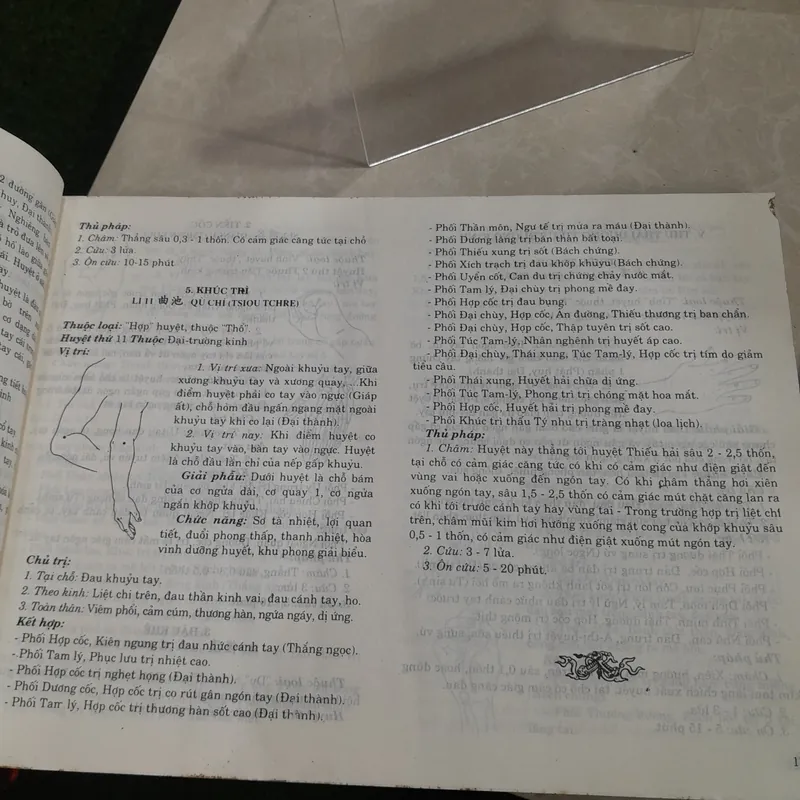 2 đường gân
huy, Đại thành
Nghiêng
Thủ pháp:
1. Châm: Thẳng sâu 0,3 - 1 thốn. Có cảm giác căng tức tại chỗ
2. Cứu: 3 lửa.
3. Ôn cứu: 10-15 phút
5. KHÚC TRÌ
LI 11 曲池 QU CHÍ (TSIOU TCHRE)
Thuộc loại: "Hợp" huyệt, thuộc "Thổ".
Huyệt thứ 11 Thuộc Đại-trường kinh
Vị trí:
1. Vị trí xưa: Ngoài khuỷu tay, giữa
xương khuỷu tay và xương quay, ...Khi
điểm huyệt phải co tay vào ngực (Giáp
ất), chỗ hõm đầu ngấn ngang mặt ngoài
khuỷu tay khi co lại (Đại thành).
2. Vị trí nay: Khi điểm huyệt co
khuỷu tay vào, bàn tay vào ngực. Huyệt
là chỗ đầu lằn chỉ của nếp gấp khuỷu.
Giải phẩu: Dưới huyệt là chỗ bám
của cơ ngửa dài, cơ quay 1, cơ ngửa
ngắn khớp khuỷu.
Chức năng: Sơ tà nhiệt, lợi quan
tiết, đuổi phong thấp, thanh nhiệt, hòa
vinh dưỡng huyết, khu phong giải biểu.
Chủ trị:
1. Tại chỗ: Đau khuỷu tay.
2. Theo kinh: Liệt chi trên, đau thần kinh vai, đau cánh tay, ho.
3. Toàn thân: Viêm phổi, cảm cúm, thương hàn, ngứa ngáy, dị ứng.
Kết hợp:
- Phối Hợp cốc, Kiên ngung trị đau nhức cánh tay (Thắng ngọc).
- Phối Tam lý, Phục lưu trị nhiệt cao.
- Phối Hợp cốc trị nghẹt họng (Đại thành).
- Phối Dương cốc, Hợp cốc trị co rút gân ngón tay (Đại thành).
- Phối Tam lý, Hợp cốc trị thương hàn sốt cao (Đại thành).
- Phối Thần môn, Ngư tế trị mủa ra máu (Đại thành).
- Phối Dương lăng trị bán thân bất toại.
- Phối Thiếu xung trị sốt (Bách chứng).
- Phối Xích trạch trị đau khớp khủyu (Bách chứng).
- Phối Uyển cốt, Can du trị chứng chảy nước mắt.
- Phối Tam lý, Đại chùy trị phong mề đay.
- Phối Hợp cốc trị đau bụng.
- Phối Đại chùy, Hợp cốc, Ấn đường, Thiếu thương trị ban chẩn.
- Phối Đại chùy, Hợp cốc, Thập tuyên trị sốt cao.
- Phối Túc Tam-lý, Nhân nghênh trị huyết áp cao.
- Phối Đại chùy, Thái xung, Túc Tam-lý, Hợp cốc trị tím do giảm
tiểu cầu.
- Phối Thái xung, Huyết hải chữa dị ứng.
- Phối Túc Tam-lý, Phong trì trị chóng mặt hoa mắt.
- Phối Hợp cốc, Huyết hải trị phong mề đay.
- Phối Khúc trì thấu Tý nhu trị tràng nhạt (loa lịch).
Thủ pháp:
1. Châm: Huyệt này thẳng tới huyệt Thiếu hải sâu 2 - 2,5 thốn,
tại chỗ có cảm giác căng tức có khi có cảm giác như điện giật đến
vùng vai hoặc xuống đến ngón tay. Có khi châm thẳng hơi xiên
xuống ngón tay, sâu 1,5 - 2,5 thốn có cảm giác mút chặt căng lan ra
có khi tới trước cánh tay hay vùng tai - Trong trường hợp trị liệt chi
trên, châm mũi kim hơi hướng xuống mặt cong của khớp khuỷu sâu
0,5 - 1 thốn, có cảm giác như điện giật xuống mút ngón tay.
2. Cứu: 3 - 7 lửa.
3. Ôn cứu: 5 - 20 phút.